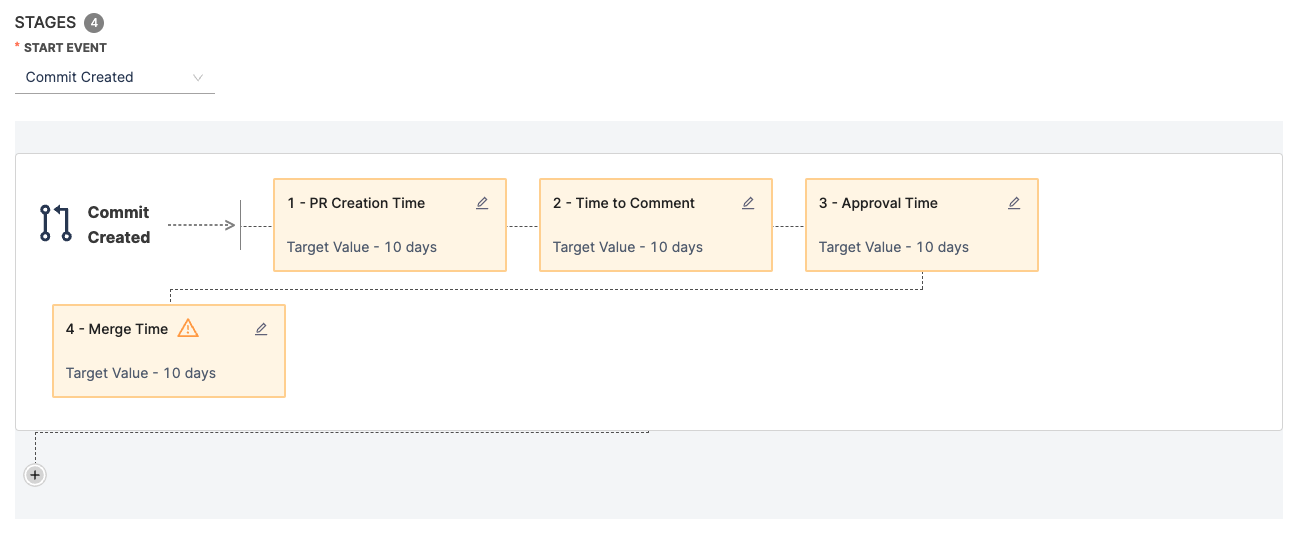 STAGES 4
* START EVENT
Commit Created
Commit
Created
1 - PR Creation Time
Target Value - 10 days
2 - Time to Comment
Target Value - 10 days
3 - Approval Time
Target Value - 10 days
4 - Merge Time
Target Value - 10 days